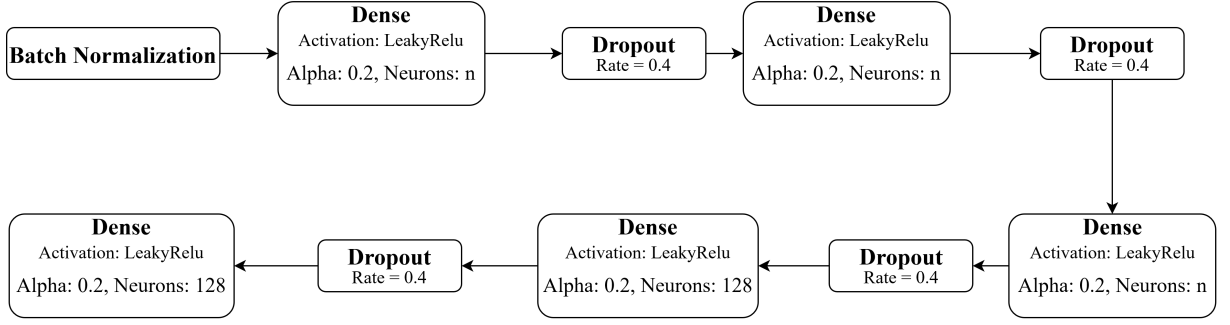 Batch Normalization
Dense
Activation: LeakyRelu
Alpha: 0.2, Neurons: n
Dropout
Rate = 0.4
Dense
Activation: LeakyRelu
Alpha: 0.2, Neurons: n
Dropout
Rate = 0.4
Dense
Activation: LeakyRelu
Alpha: 0.2, Neurons: n
Dropout
Rate = 0.4
Dense
Activation: LeakyRelu
Alpha: 0.2, Neurons: 128
Dropout
Rate = 0.4
Dense
Activation: LeakyRelu
Alpha: 0.2, Neurons: 128